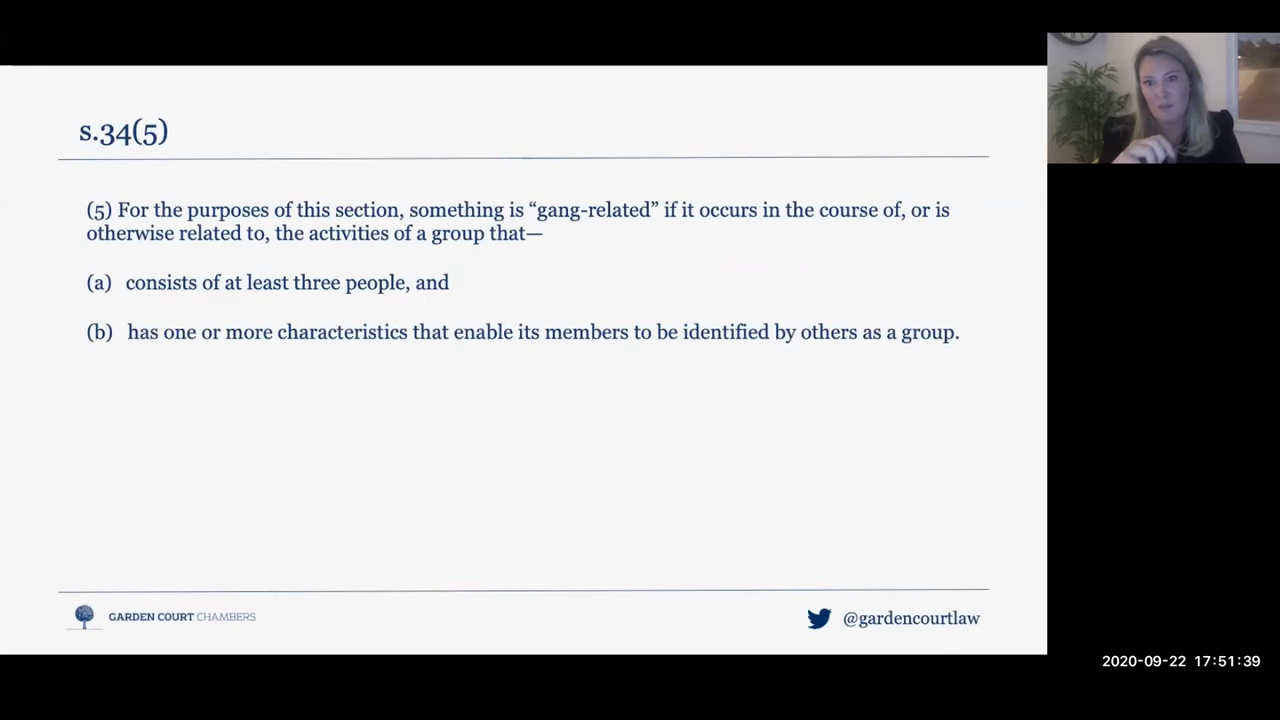 s.34(5)
(5) For the purposes of this section, something is “gang-related” if it occurs in the course of, or is
otherwise related to, the activities of a group that—
(a) consists of at least three people, and
(b) has one or more characteristics that enable its members to be identified by others as a group.
GARDEN COURT CHAMBERS
@gardencourtlaw
2020-09-22 17:51:39